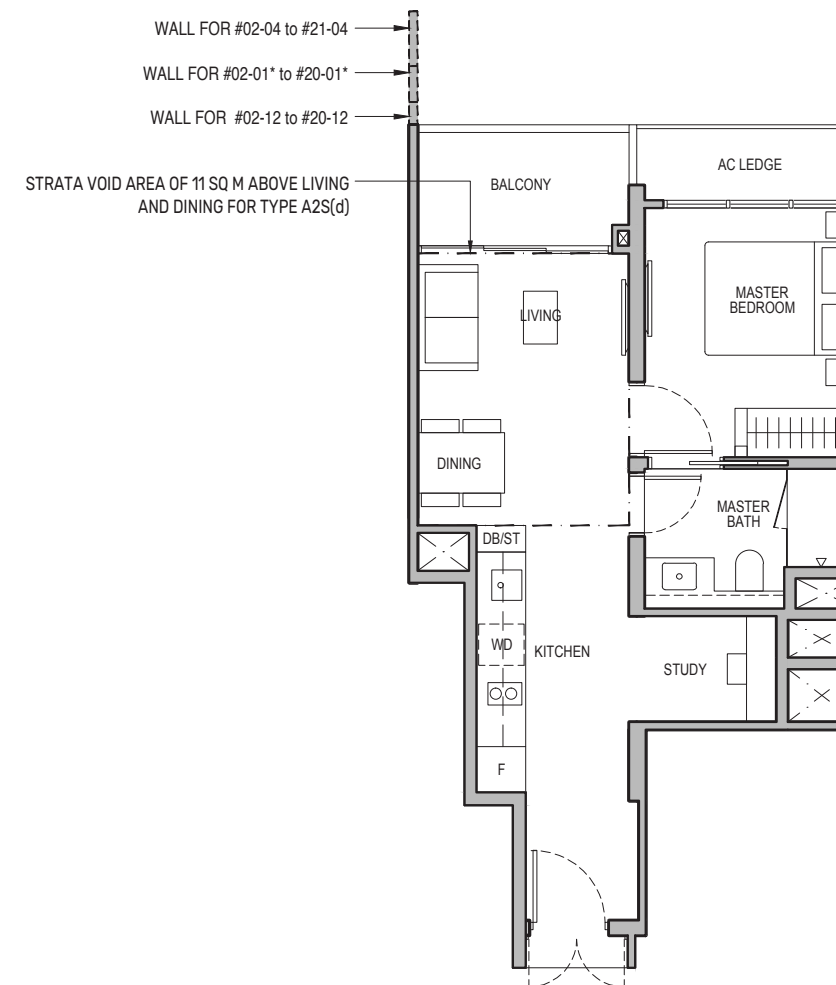 WALL FOR #02-04 to #21-04
WALL FOR #02-01* to #20-01*
WALL FOR #02-12 to #20-12
STRATA VOID AREA OF 11 SQ M ABOVE LIVING
AND DINING FOR TYPE A2S(d)
BALCONY
AC LEDGE
MASTER
BEDROOM
LIVING
DINING
MASTER
BATH
DB/ST
WD
KITCHEN
STUDY
F